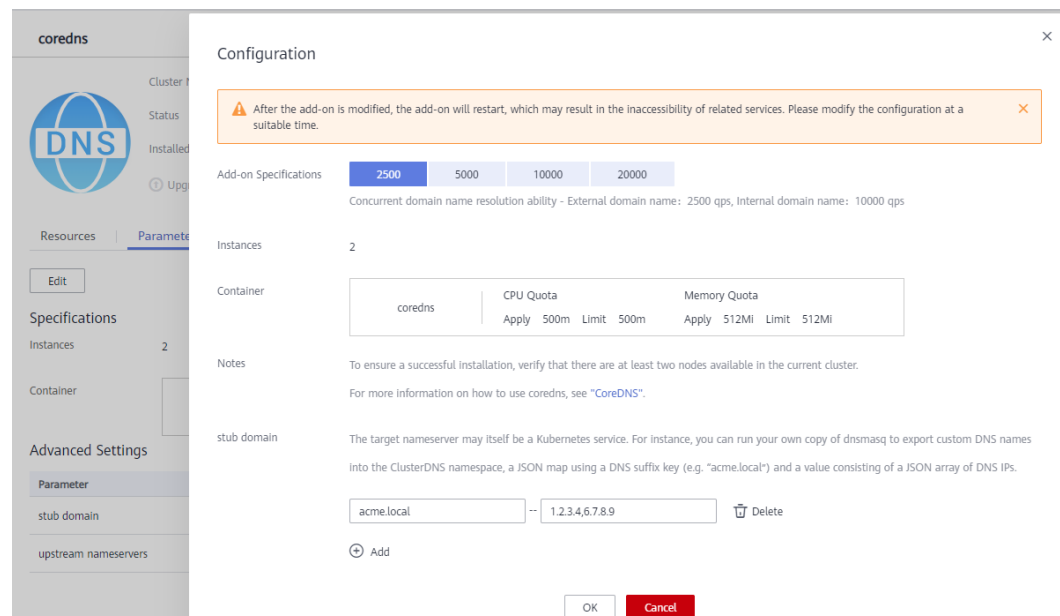 coredns
Cluster
Status
Installed
DNS
Resources
Edit
Specifications
Instances 2
Container
Advanced Settings
Parameter
stub domain
upstream nameservers
Configuration
After the add-on is modified, the add-on will restart, which may result in the inaccessibility of related services. Please modify the configuration at a
suitable time.
Add-on Specifications 2500 5000 10000 20000
Concurrent domain name resolution ability - External domain name: 2500 qps, Internal domain name: 10000 qps
Instances 2
Container
CPU Quota Memory Quota
coredns
Apply 500m Limit 500m Apply 512Mi Limit 512Mi
Notes To ensure a successful installation, verify that there are at least two nodes available in the current cluster.
For more information on how to use coredns, see "CoreDNS".
stub domain The target nameserver may itself be a Kubernetes service. For instance, you can run your own copy of dnsmasq to export custom DNS names
into the ClusterDNS namespace, a JSON map using a DNS suffix key (e.g. “acme.local”) and a value consisting of a JSON array of DNS IPs.
acme.local -- 1.2.3.4,6.7.8.9 Delete
Add
OK Cancel